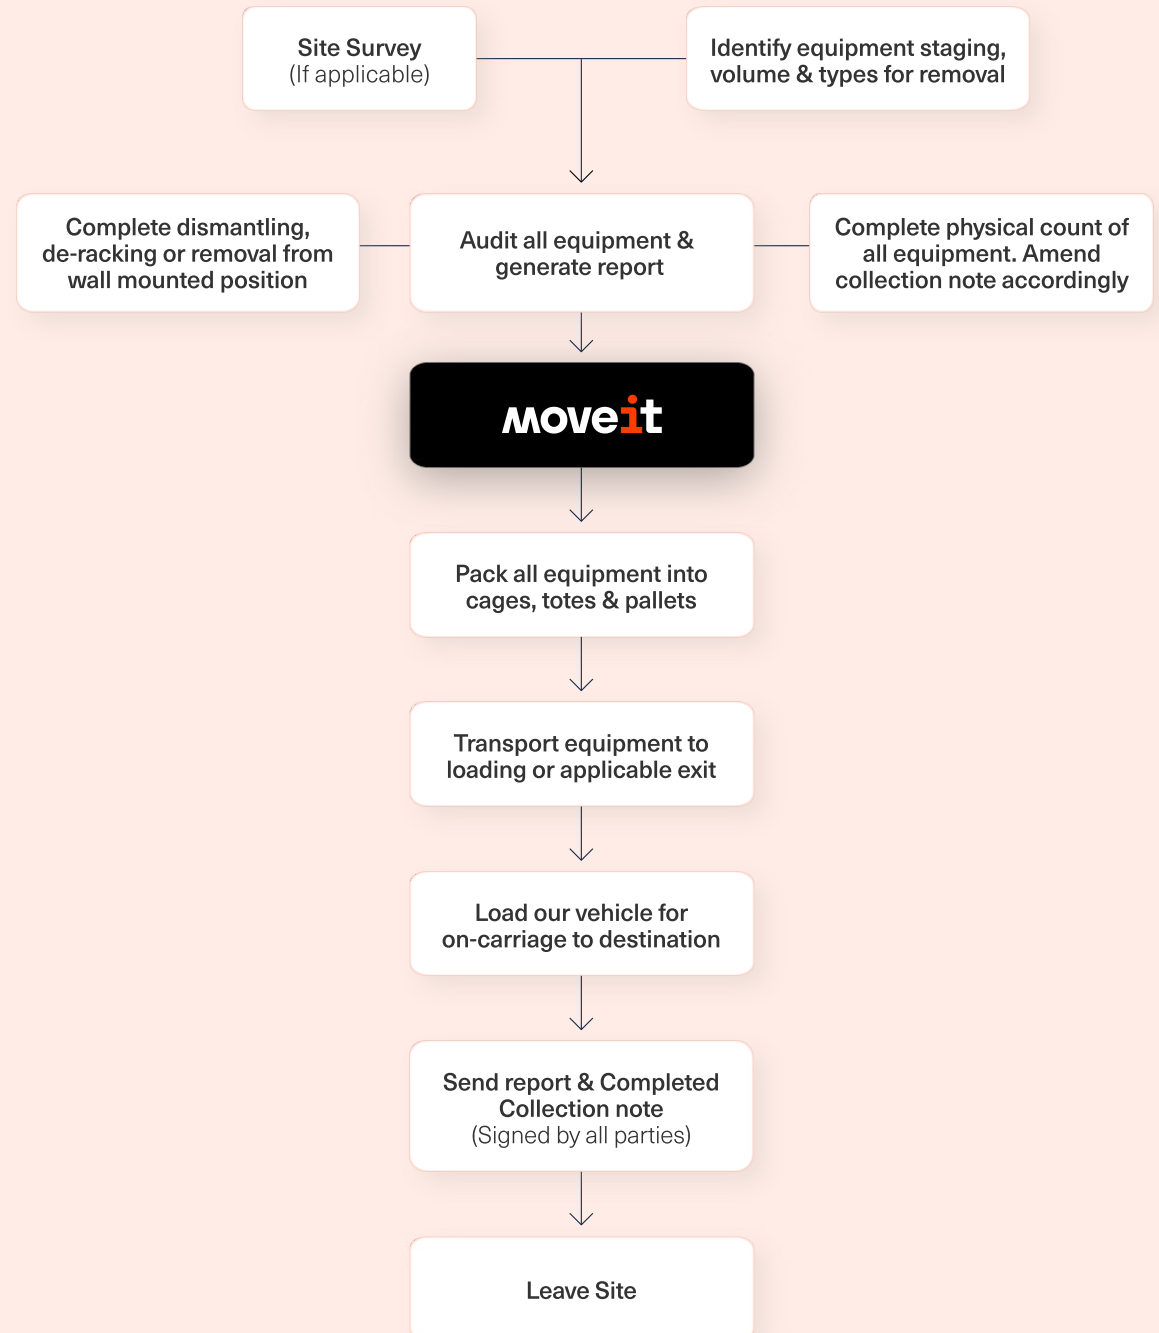 Site Survey
(If applicable)
Identify equipment staging,
volume & types for removal
Complete dismantling,
de-racking or removal from
wall mounted position
Audit all equipment &
generate report
Complete physical count of
all equipment. Amend
collection note accordingly
moveit
Pack all equipment into
cages, totes & pallets
Transport equipment to
loading or applicable exit
Load our vehicle for
on-carriage to destination
Send report & Completed
Collection note
(Signed by all parties)
Leave Site